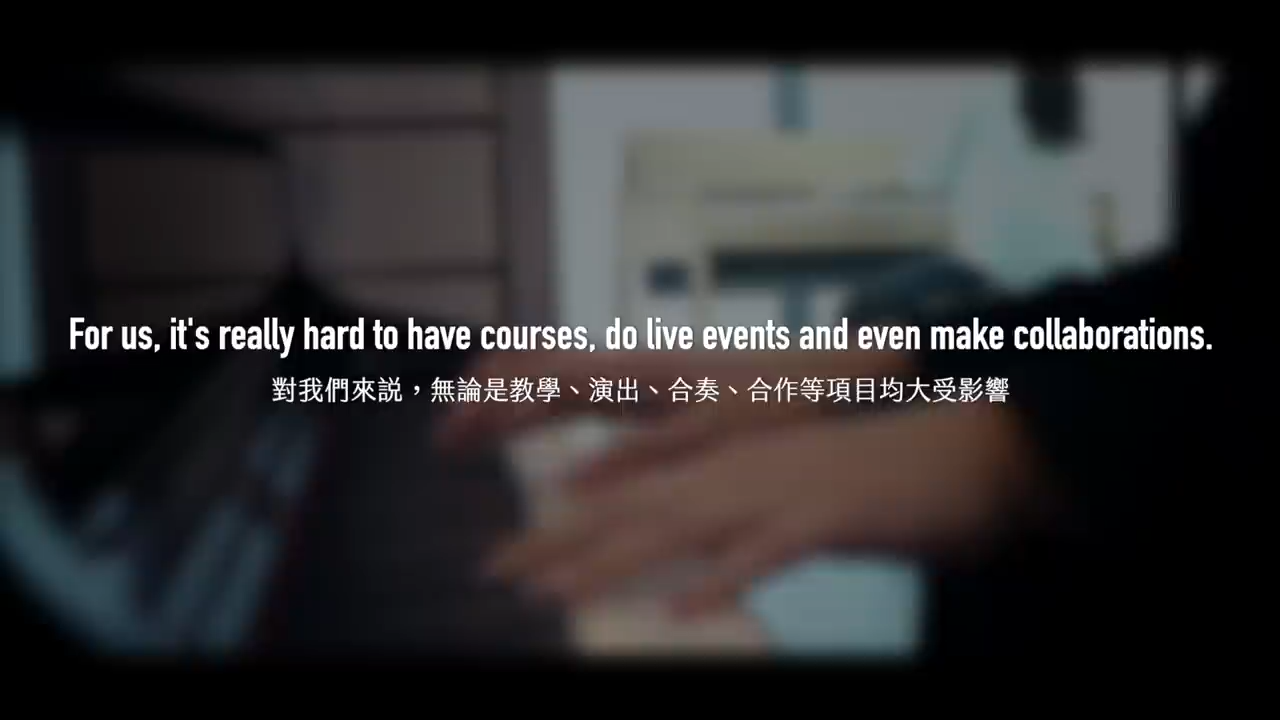 For us, it's really hard to have courses, do live events and even make collaborations.
對我們來説，無論是教學、演出、合奏、合作等項目均大受影響